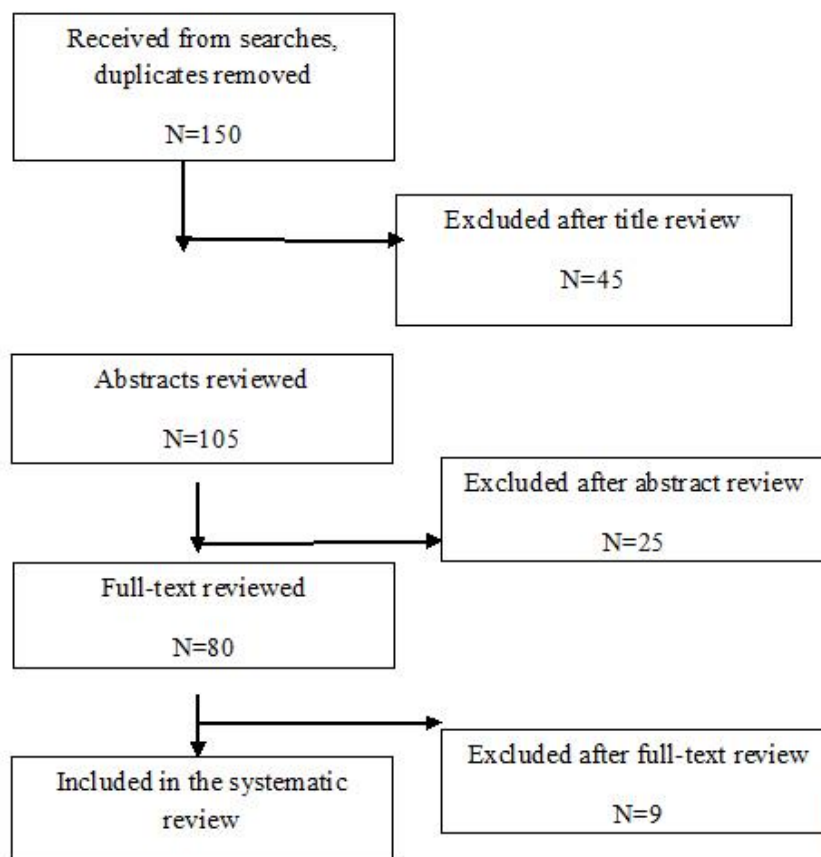 Received from searches,
duplicates removed
N=150
Excluded after title review
N=45
Abstracts reviewed
N=105
Excluded after abstract review
N=25
Full-text reviewed
N=80
Excluded after full-text review
N=9
Included in the systematic
review